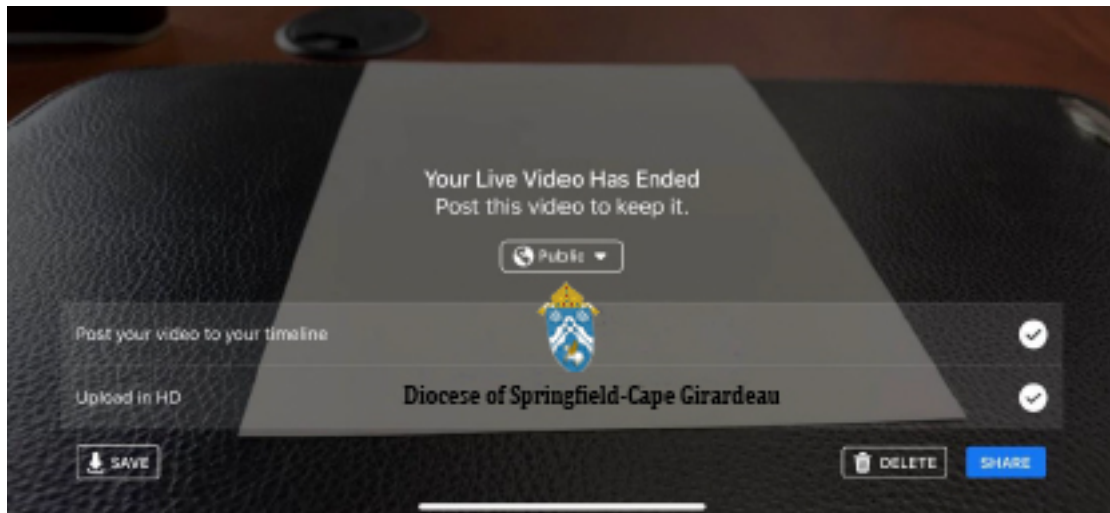 Your Live Video Has Ended
Post this video to keep it.
Public
Post your video to your timeline
Upload in HD
Diocese of Springfield-Cape Girardeau
SAVE
DELETE
SHARE